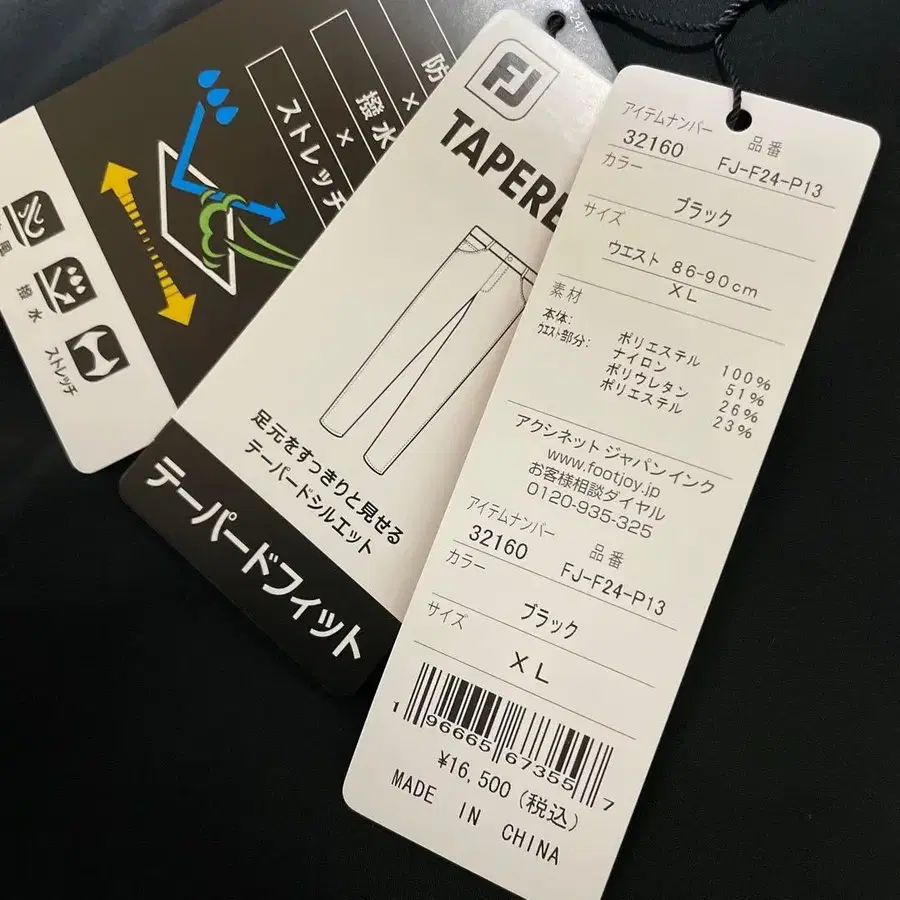 24F
防
×
撥水
×
ストレッチ
撥水
ストレッチ
FJ
TAPERE
足元をすっきりと見せる
テーパードシルエット
テーパードフィット
アイテムナンバー 品番
32160 FJ-F24-P13
カラー
ブラック
サイズ
ウエスト 86-90cm
XL
素材
本体: ポリエステル 100%
ウエスト部分: ナイロン 51%
ポリウレタン 26%
ポリエステル 23%
アクシネット ジャパン インク
www.footjoy.jp
お客様相談ダイヤル
0120-935-325
アイテムナンバー 品番
32160 FJ-F24-P13
カラー
ブラック
サイズ
XL
1 96665 67355 7
¥16,500 (税込)
MADE IN CHINA